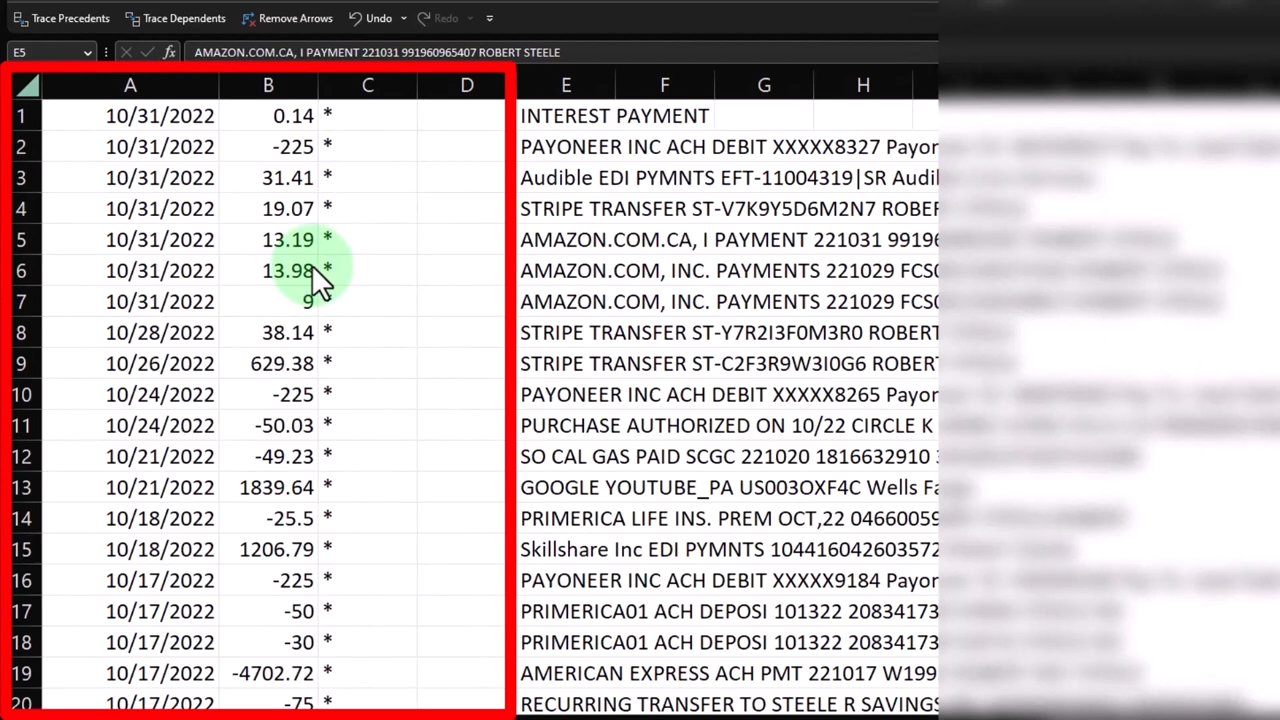 Trace Precedents Trace Dependents Remove Arrows Undo Redo
E5 fx AMAZON.COM.CA, I PAYMENT 221031 991960965407 ROBERT STEELE
A B C D E F G H
1 10/31/2022 0.14 * INTEREST PAYMENT
2 10/31/2022 -225 * PAYONEER INC ACH DEBIT XXXXX8327 Payor
3 10/31/2022 31.41 * Audible EDI PYMNTS EFT-11004319|SR Audib
4 10/31/2022 19.07 * STRIPE TRANSFER ST-V7K9Y5D6M2N7 ROBE
5 10/31/2022 13.19 * AMAZON.COM.CA, I PAYMENT 221031 9919
6 10/31/2022 13.98 * AMAZON.COM, INC. PAYMENTS 221029 FCS0
7 10/31/2022 9 * AMAZON.COM, INC. PAYMENTS 221029 FCS0
8 10/28/2022 38.14 * STRIPE TRANSFER ST-Y7R2I3F0M3R0 ROBERT
9 10/26/2022 629.38 * STRIPE TRANSFER ST-C2F3R9W3I0G6 ROBERT
10 10/24/2022 -225 * PAYONEER INC ACH DEBIT XXXXX8265 Payor
11 10/24/2022 -50.03 * PURCHASE AUTHORIZED ON 10/22 CIRCLE K
12 10/21/2022 -49.23 * SO CAL GAS PAID SCGC 221020 1816632910
13 10/21/2022 1839.64 * GOOGLE YOUTUBE_PA US003OXF4C Wells Fa
14 10/18/2022 -25.5 * PRIMERICA LIFE INS. PREM OCT,22 04660059
15 10/18/2022 1206.79 * Skillshare Inc EDI PYMNTS 104416042603572
16 10/17/2022 -225 * PAYONEER INC ACH DEBIT XXXXX9184 Payor
17 10/17/2022 -50 * PRIMERICA01 ACH DEPOSI 101322 20834173
18 10/17/2022 -30 * PRIMERICA01 ACH DEPOSI 101322 20834173
19 10/17/2022 -4702.72 * AMERICAN EXPRESS ACH PMT 221017 W199
20 10/17/2022 -75 * RECURRING TRANSFER TO STEELE R SAVINGS